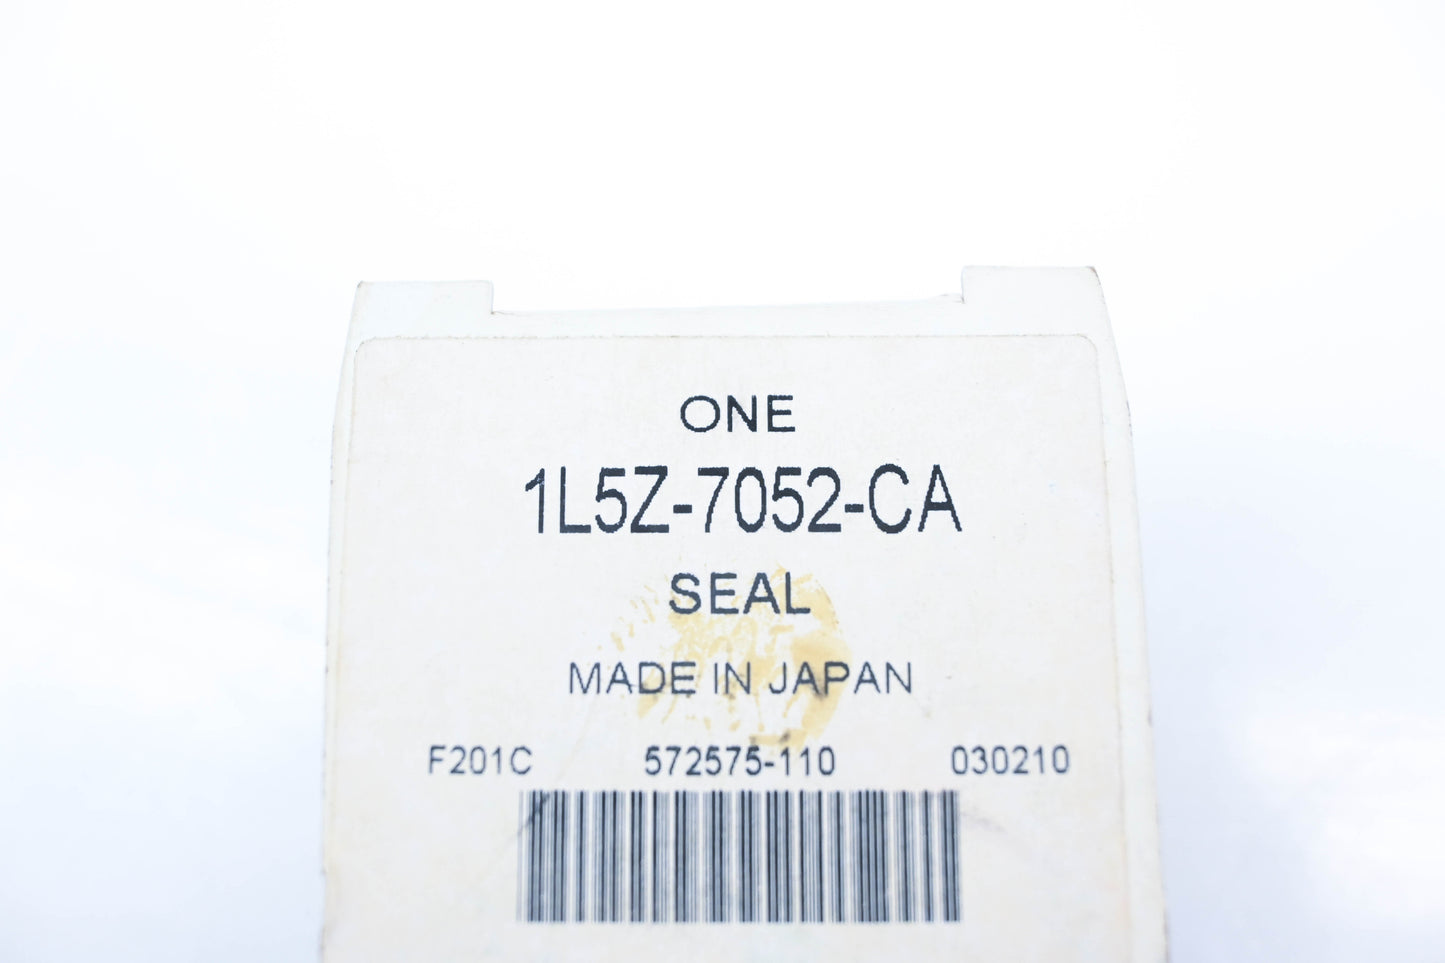 ONE
1L5Z-7052-CA
SEAL
MADE IN JAPAN
F201C 572575-110 030210